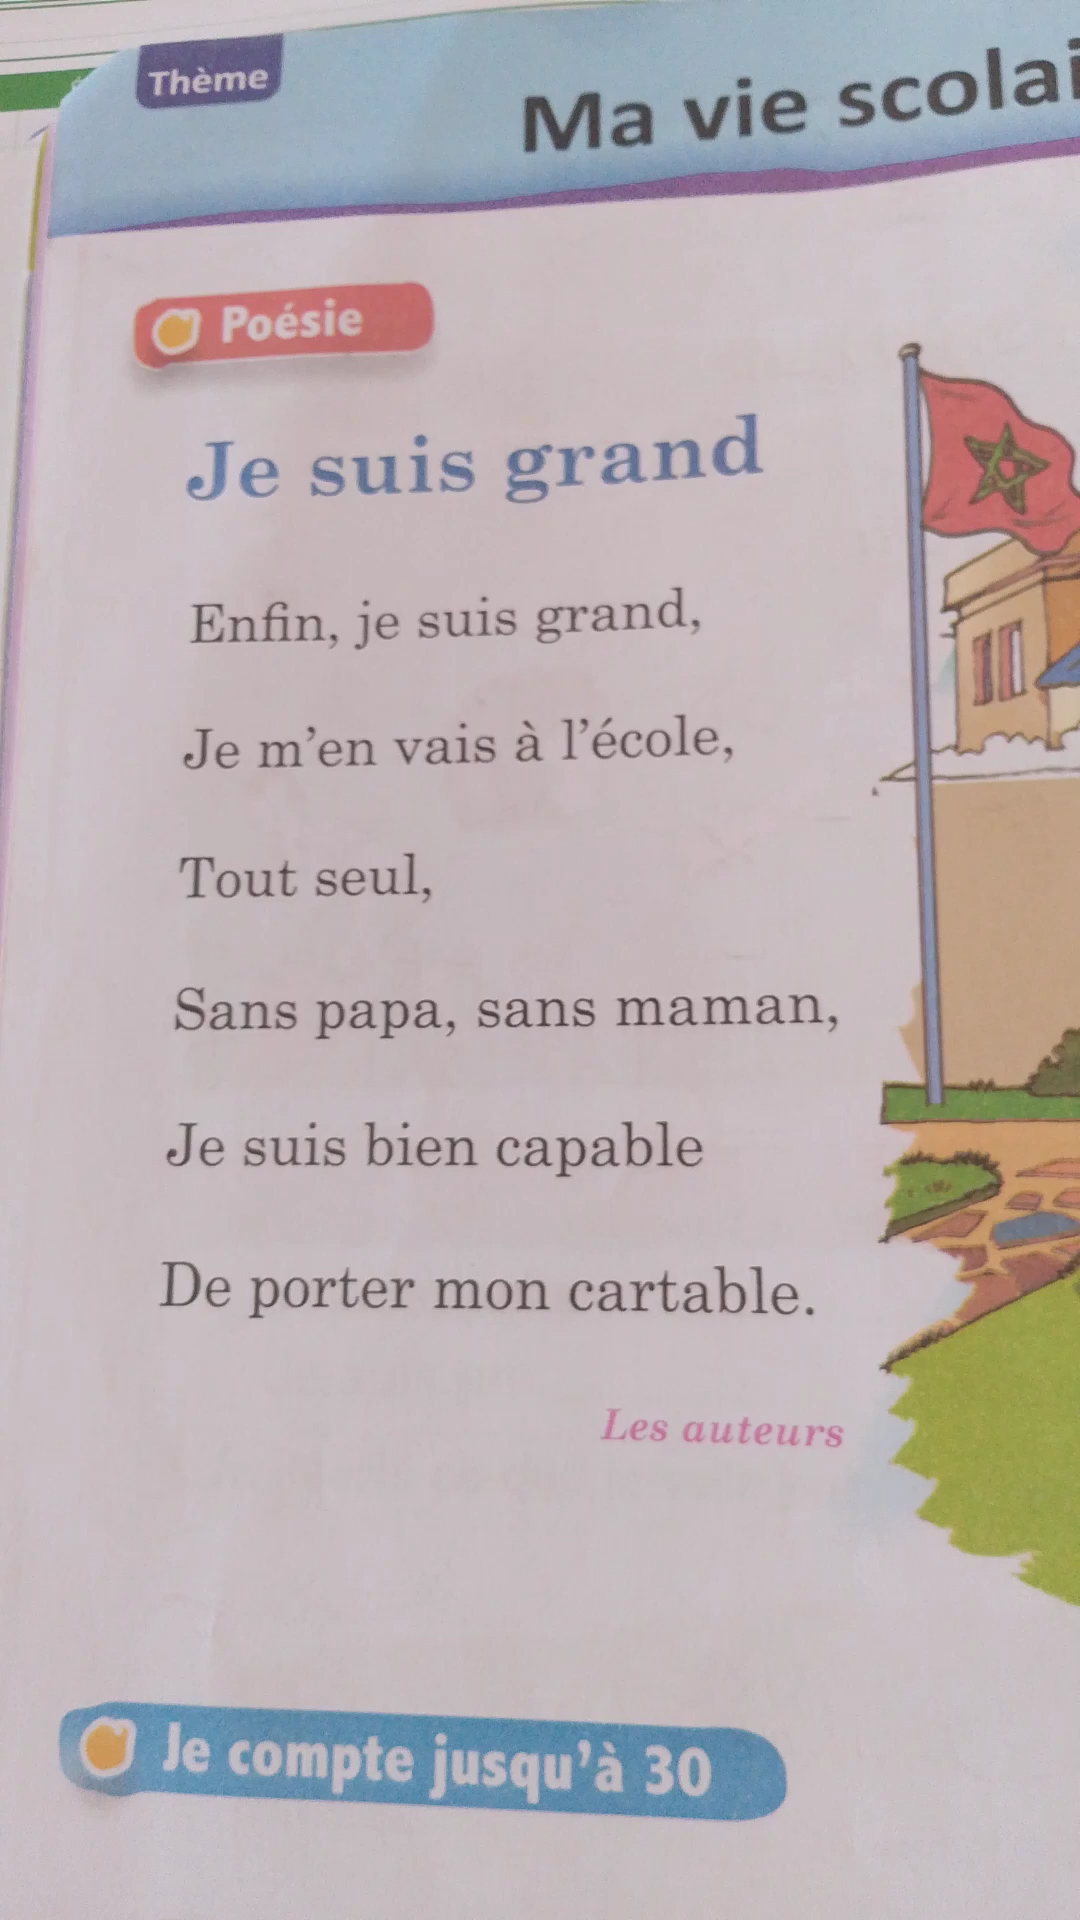 Thème
Ma vie
Poésie
Je suis grand
Enfin, je suis grand,
Je m'en vais à l'école,
Tout seul,
Sans papa, sans maman,
Je suis bien capable
De porter mon cartable.
Les auteurs
Je compte jusqu'à 30